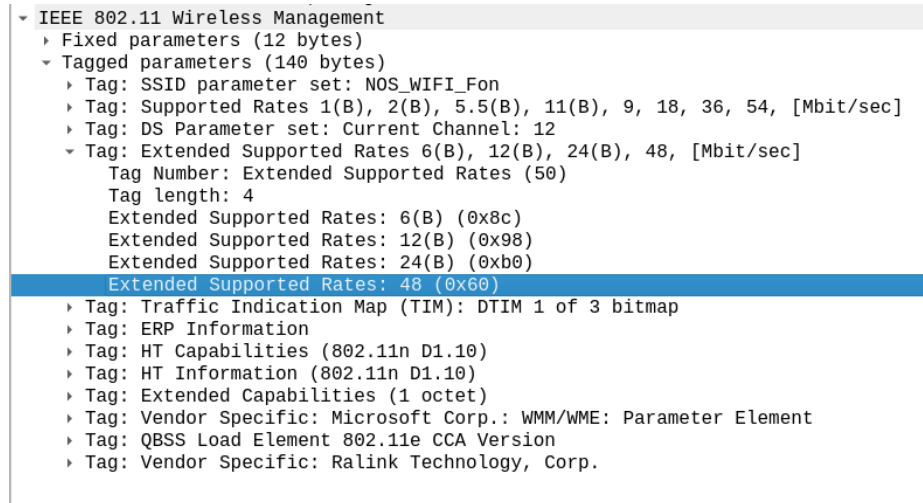 IEEE 802.11 Wireless Management
Fixed parameters (12 bytes)
Tagged parameters (140 bytes)
Tag: SSID parameter set: NOS_WIFI_Fon
Tag: Supported Rates 1(B), 2(B), 5.5(B), 11(B), 9, 18, 36, 54, [Mbit/sec]
Tag: DS Parameter set: Current Channel: 12
Tag: Extended Supported Rates 6(B), 12(B), 24(B), 48, [Mbit/sec]
Tag Number: Extended Supported Rates (50)
Tag length: 4
Extended Supported Rates: 6(B) (0x8c)
Extended Supported Rates: 12(B) (0x98)
Extended Supported Rates: 24(B) (0xb0)
Extended Supported Rates: 48 (0x60)
Tag: Traffic Indication Map (TIM): DTIM 1 of 3 bitmap
Tag: ERP Information
Tag: HT Capabilities (802.11n D1.10)
Tag: HT Information (802.11n D1.10)
Tag: Extended Capabilities (1 octet)
Tag: Vendor Specific: Microsoft Corp.: WMM/WME: Parameter Element
Tag: QBSS Load Element 802.11e CCA Version
Tag: Vendor Specific: Ralink Technology, Corp.